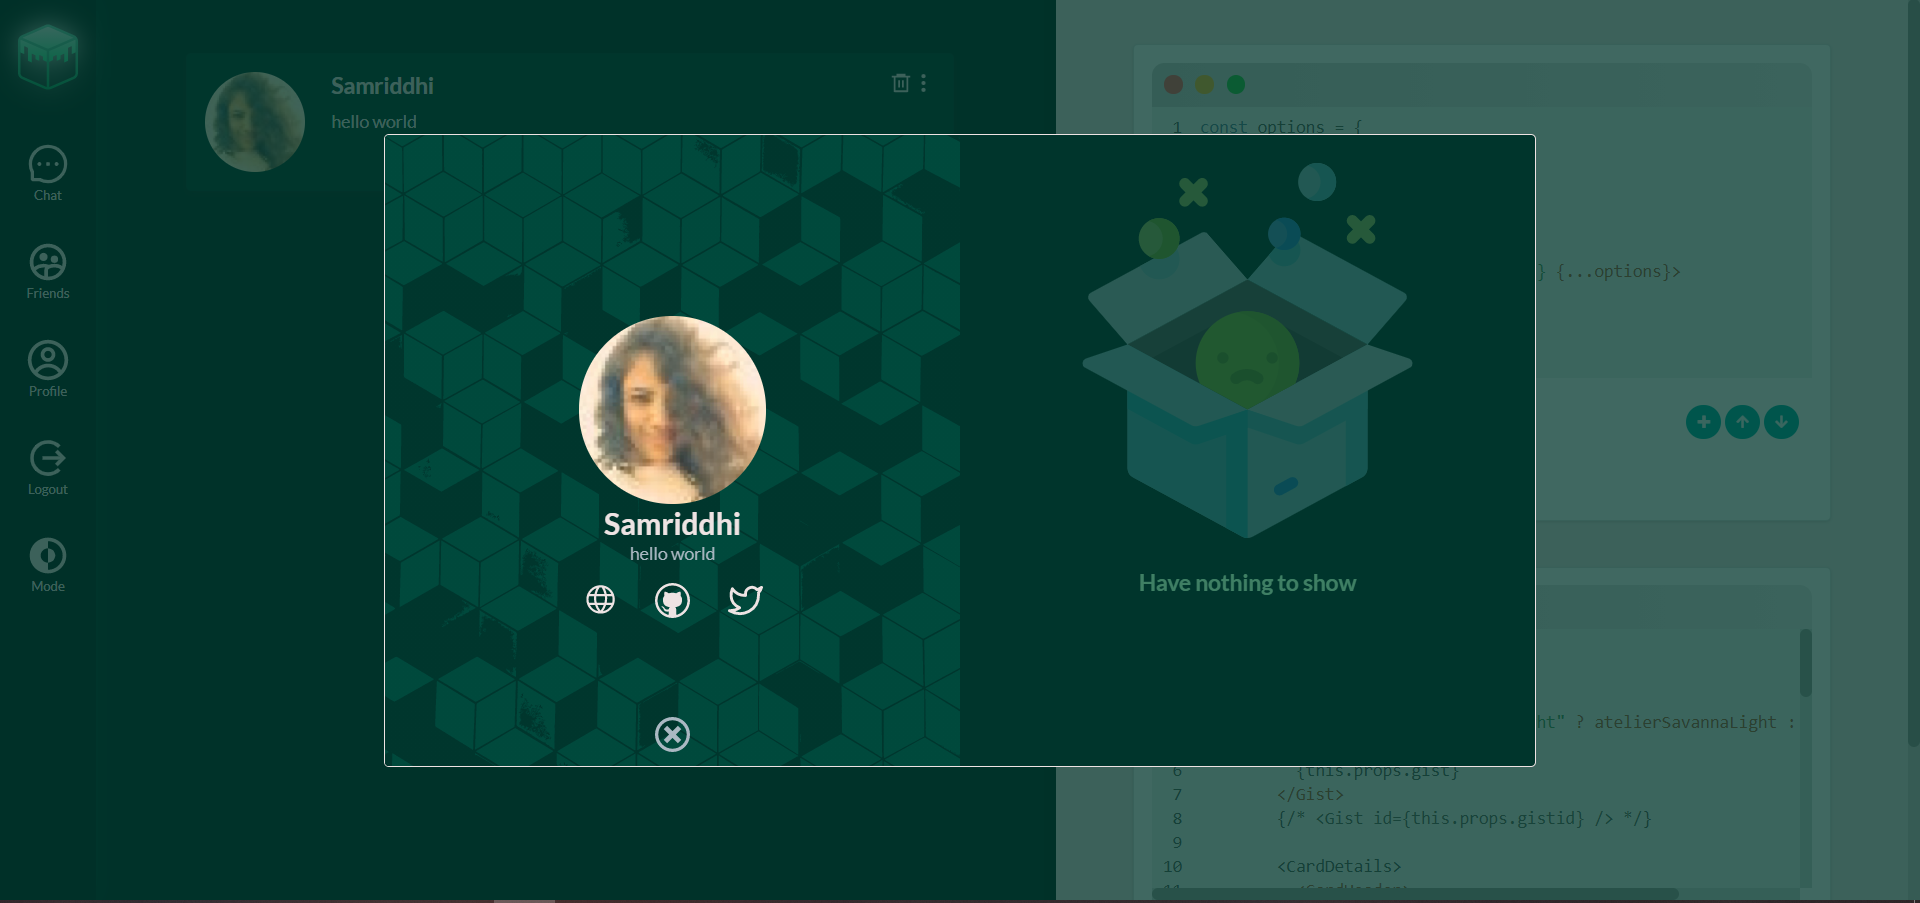 Chat
Friends
Profile
Logout
Mode
Samriddhi
hello world
Samriddhi
hello world
Have nothing to show
1 const options = {
} {...options}>
ht" ? atelierSavannaLight :
6 {this.props.gist}
7 </Gist>
8 {/* <Gist id={this.props.gistid} /> */}
9
10 <CardDetails>